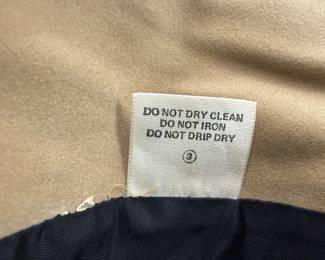 DO NOT DRY CLEAN
DO NOT IRON
DO NOT DRIP DRY
3